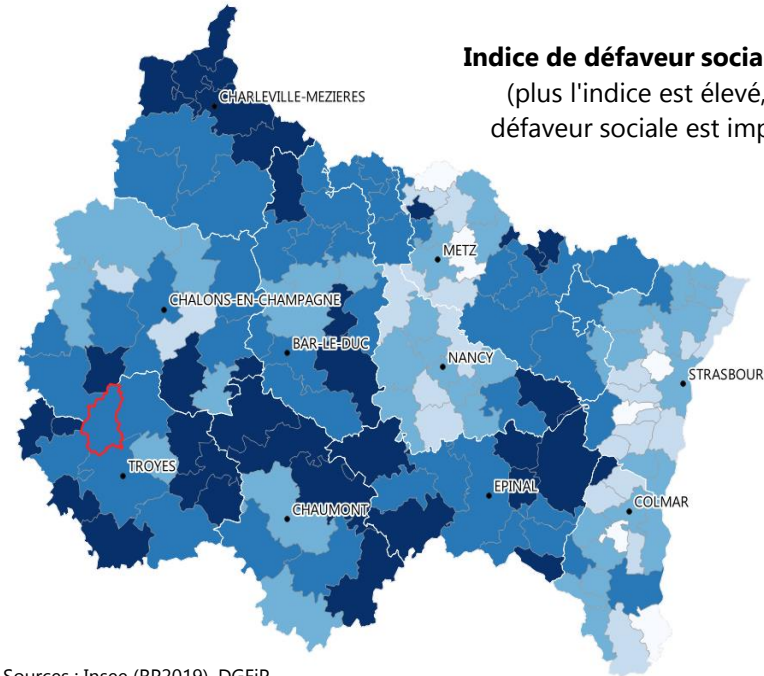 Indice de défaveur socia
(plus l'indice est élevé,
défaveur sociale est imp
CHARLEVILLE-MEZIERES
METZ
CHALONS-EN-CHAMPAGNE
BAR-LE-DUC
NANCY
STRASBOUR
TROYES
EPINAL
CHAUMONT
COLMAR
Sources : Insee (RP2019), DGFiP